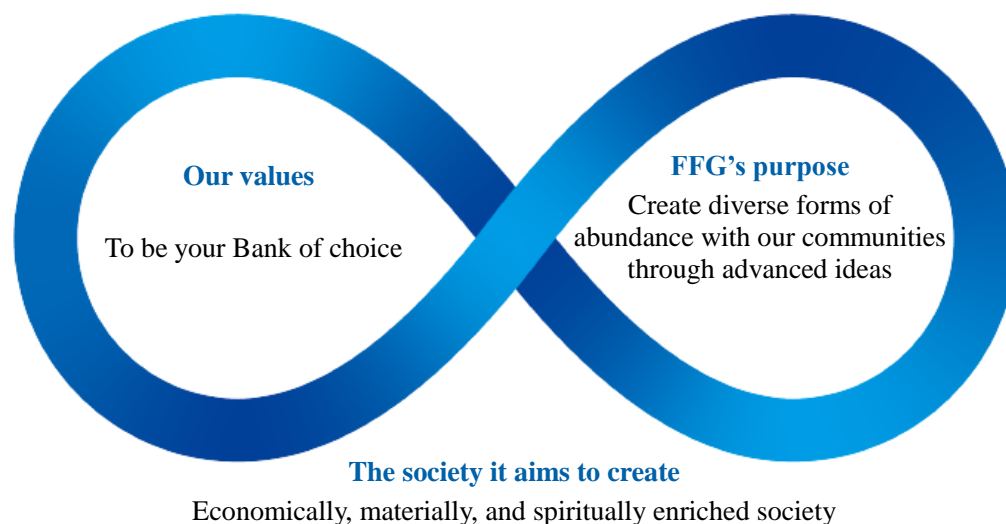 Our values
To be your Bank of choice
FFG's purpose
Create diverse forms of
abundance with our communities
through advanced ideas
The society it aims to create
Economically, materially, and spiritually enriched society